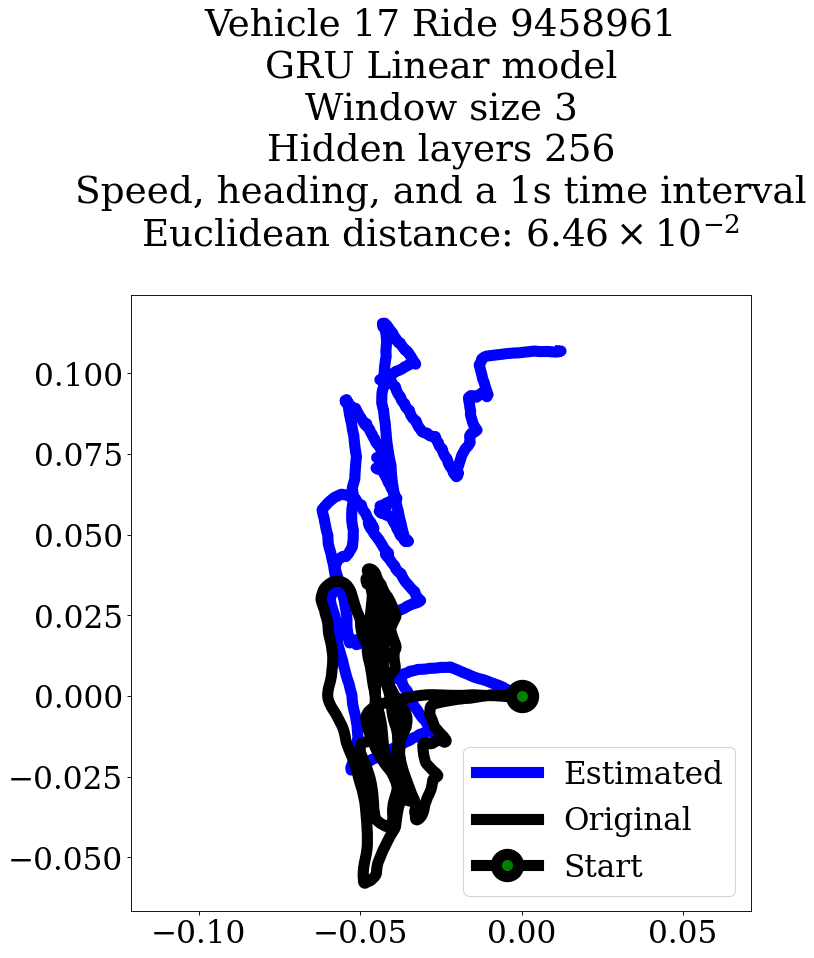 Vehicle 17 Ride 9458961
GRU Linear model
Window size 3
Hidden layers 256
Speed, heading, and a 1s time interval
Euclidean distance: 6.46 × 10⁻²
0.100
0.075
0.050
0.025
0.000
−0.025
−0.050
Estimated
Original
Start
−0.10
−0.05
0.00
0.05